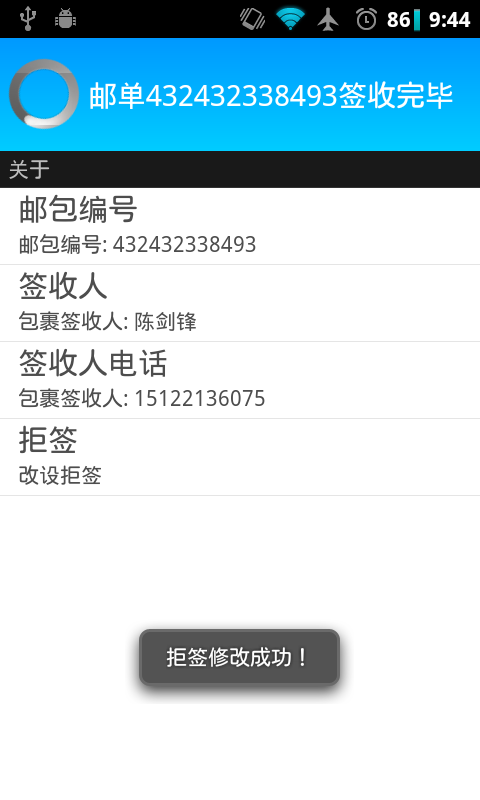 86 9:44
邮单432432338493签收完毕
关于
邮包编号
邮包编号: 432432338493
签收人
包裹签收人: 陈剑锋
签收人电话
包裹签收人: 15122136075
拒签
改设拒签
拒签修改成功！